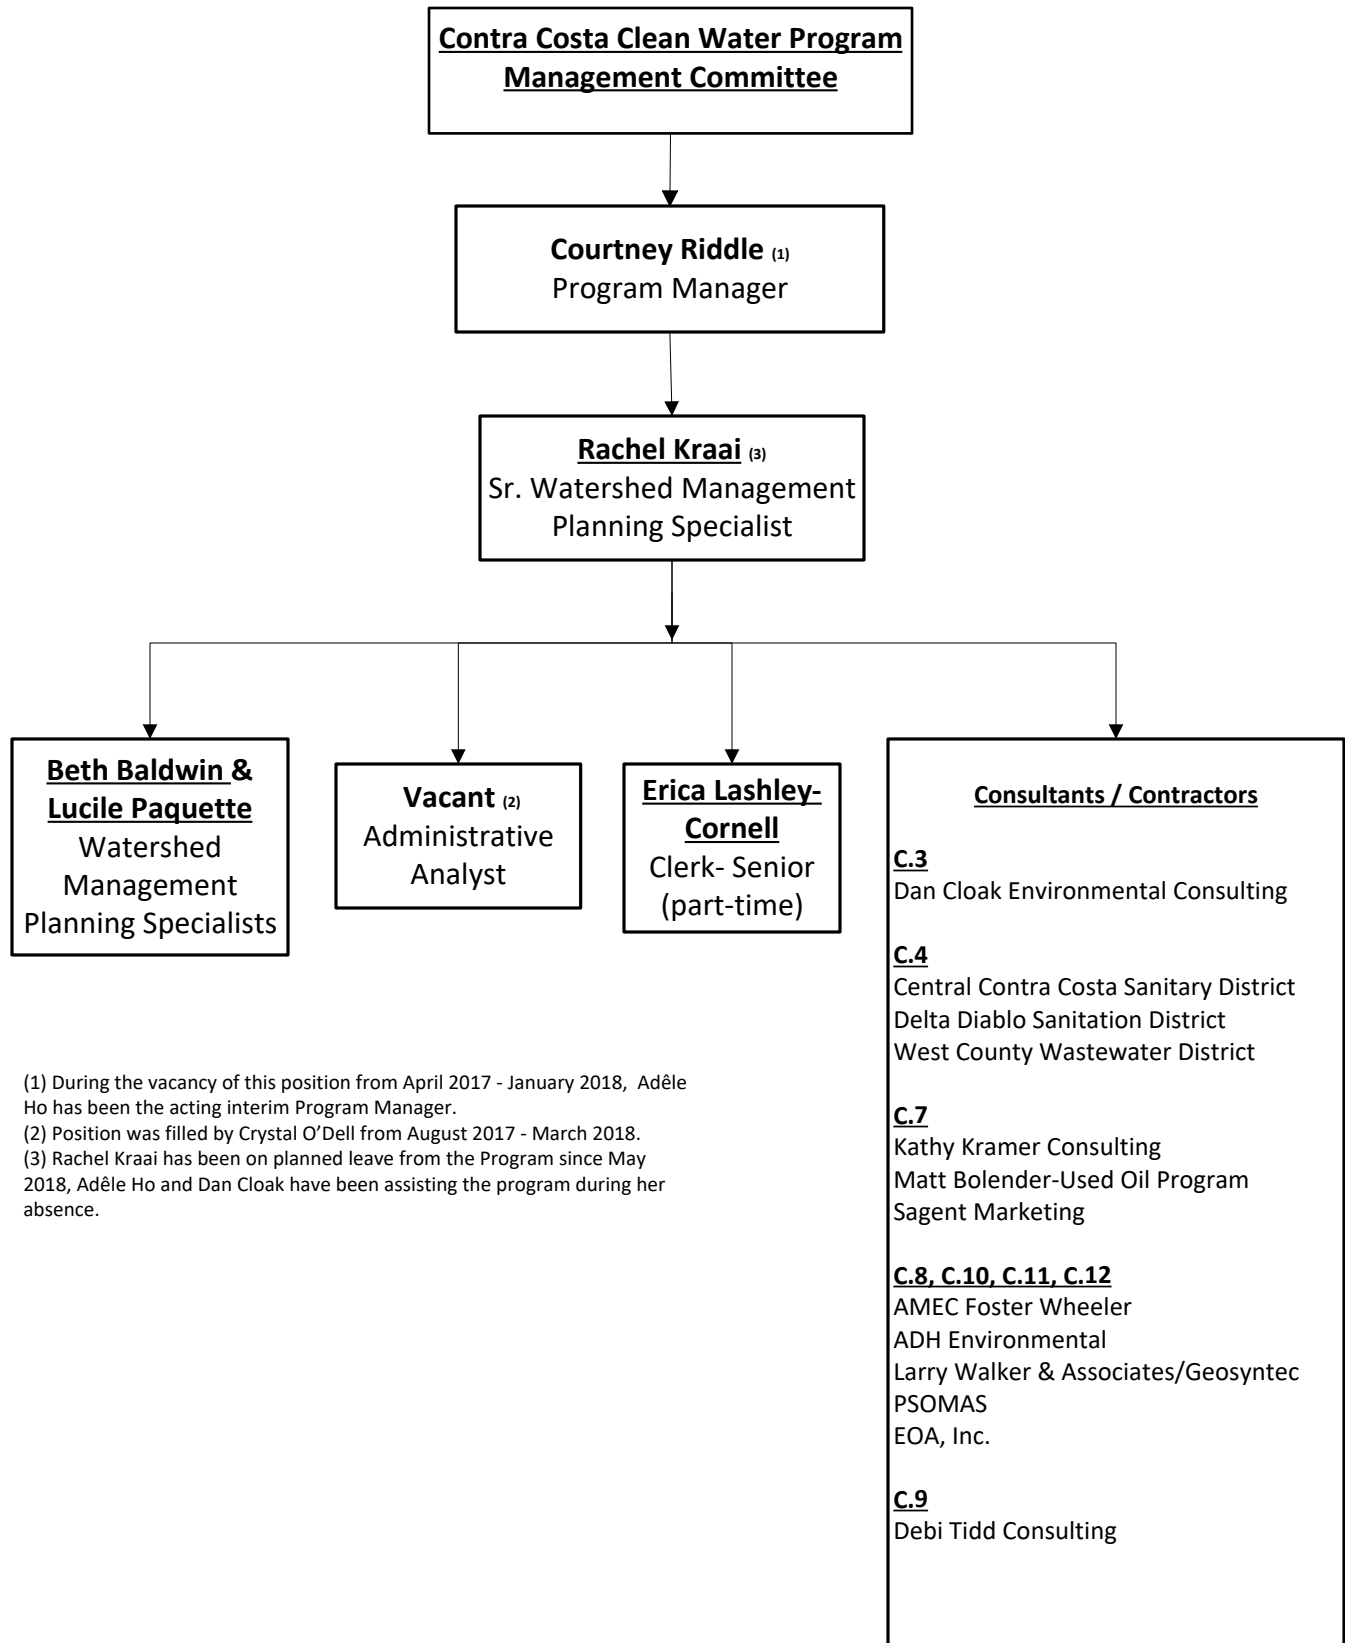 Contra Costa Clean Water Program
Management Committee
Courtney Riddle (1)
Program Manager
Rachel Kraai (3)
Sr. Watershed Management
Planning Specialist
Beth Baldwin &
Lucile Paquette
Watershed
Management
Planning Specialists
Vacant (2)
Administrative
Analyst
Erica Lashley-
Cornell
Clerk- Senior
(part-time)
Consultants / Contractors
C.3
Dan Cloak Environmental Consulting
C.4
Central Contra Costa Sanitary District
Delta Diablo Sanitation District
West County Wastewater District
C.7
Kathy Kramer Consulting
Matt Bolender-Used Oil Program
Sagent Marketing
C.8, C.10, C.11, C.12
AMEC Foster Wheeler
ADH Environmental
Larry Walker & Associates/Geosyntec
PSOMAS
EOA, Inc.
C.9
Debi Tidd Consulting
(1) During the vacancy of this position from April 2017 - January 2018,  Adêle
Ho has been the acting interim Program Manager.
(2) Position was filled by Crystal O’Dell from August 2017 - March 2018.
(3) Rachel Kraai has been on planned leave from the Program since May
2018, Adêle Ho and Dan Cloak have been assisting the program during her
absence.